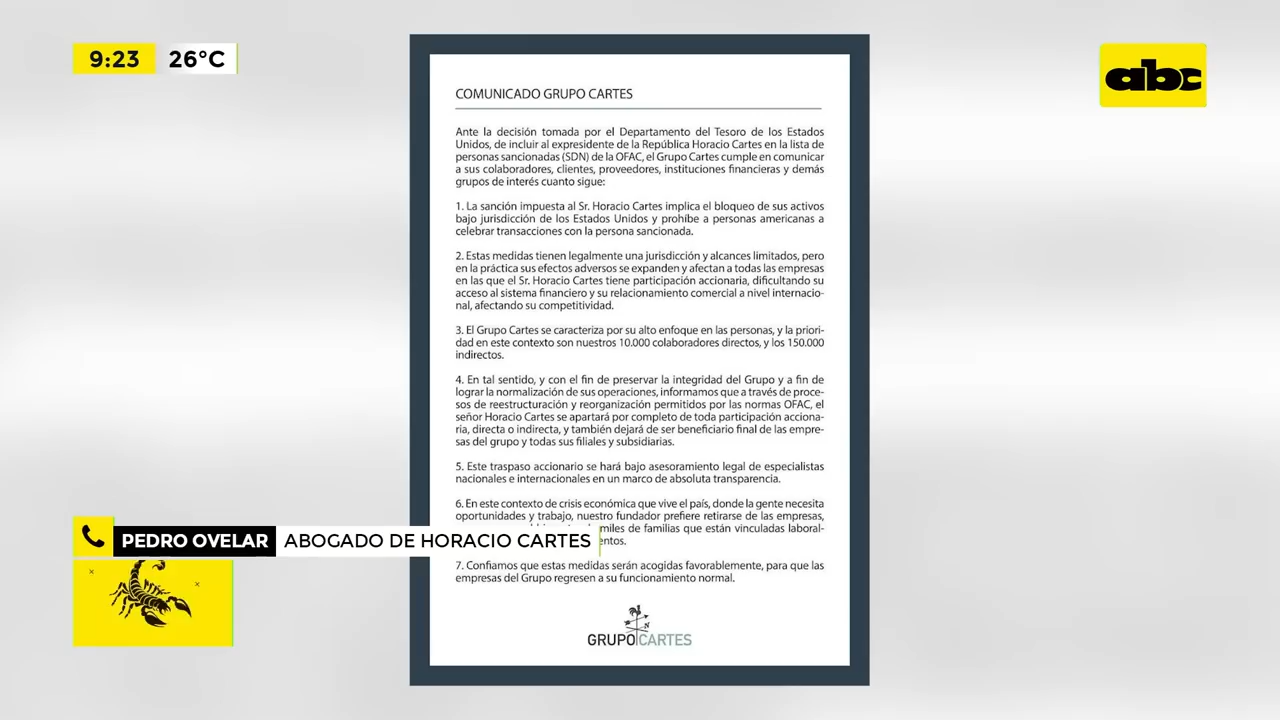 9:23 26°C
abc
COMUNICADO GRUPO CARTES
Ante la decisión tomada por el Departamento del Tesoro de los Estados
Unidos, de incluir al expresidente de la República Horacio Cartes en la lista de
personas sancionadas (SDN) de la OFAC, el Grupo Cartes cumple en comunicar
a sus colaboradores, clientes, proveedores, instituciones financieras y demás
grupos de interés cuanto sigue:
1. La sanción impuesta al Sr. Horacio Cartes implica el bloqueo de sus activos
bajo jurisdicción de los Estados Unidos y prohíbe a personas americanas a
celebrar transacciones con la persona sancionada.
2. Estas medidas tienen legalmente una jurisdicción y alcances limitados, pero
en la práctica sus efectos adversos se expanden y afectan a todas las empresas
en las que el Sr. Horacio Cartes tiene participación accionaria, dificultando su
acceso al sistema financiero y su relacionamiento comercial a nivel internacio-
nal, afectando su competitividad.
3. El Grupo Cartes se caracteriza por su alto enfoque en las personas, y la priori-
dad en este contexto son nuestros 10.000 colaboradores directos, y los 150.000
indirectos.
4. En tal sentido, y con el fin de preservar la integridad del Grupo y a fin de
lograr la normalización de sus operaciones, informamos que a través de proce-
sos de reestructuración y reorganización permitidos por las normas OFAC, el
señor Horacio Cartes se apartará por completo de toda participación acciona-
ria, directa o indirecta, y también dejará de ser beneficiario final de las empre-
sas del grupo y todas sus filiales y subsidiarias.
5. Este traspaso accionario se hará bajo asesoramiento legal de especialistas
nacionales e internacionales en un marco de absoluta transparencia.
6. En este contexto de crisis económica que vive el país, donde la gente necesita
oportunidades y trabajo, nuestro fundador prefiere retirarse de las empresas,
miles de familias que están vinculadas laboral-
entos.
PEDRO OVELAR ABOGADO DE HORACIO CARTES
7. Confiamos que estas medidas serán acogidas favorablemente, para que las
empresas del Grupo regresen a su funcionamiento normal.
N
GRUPO CARTES